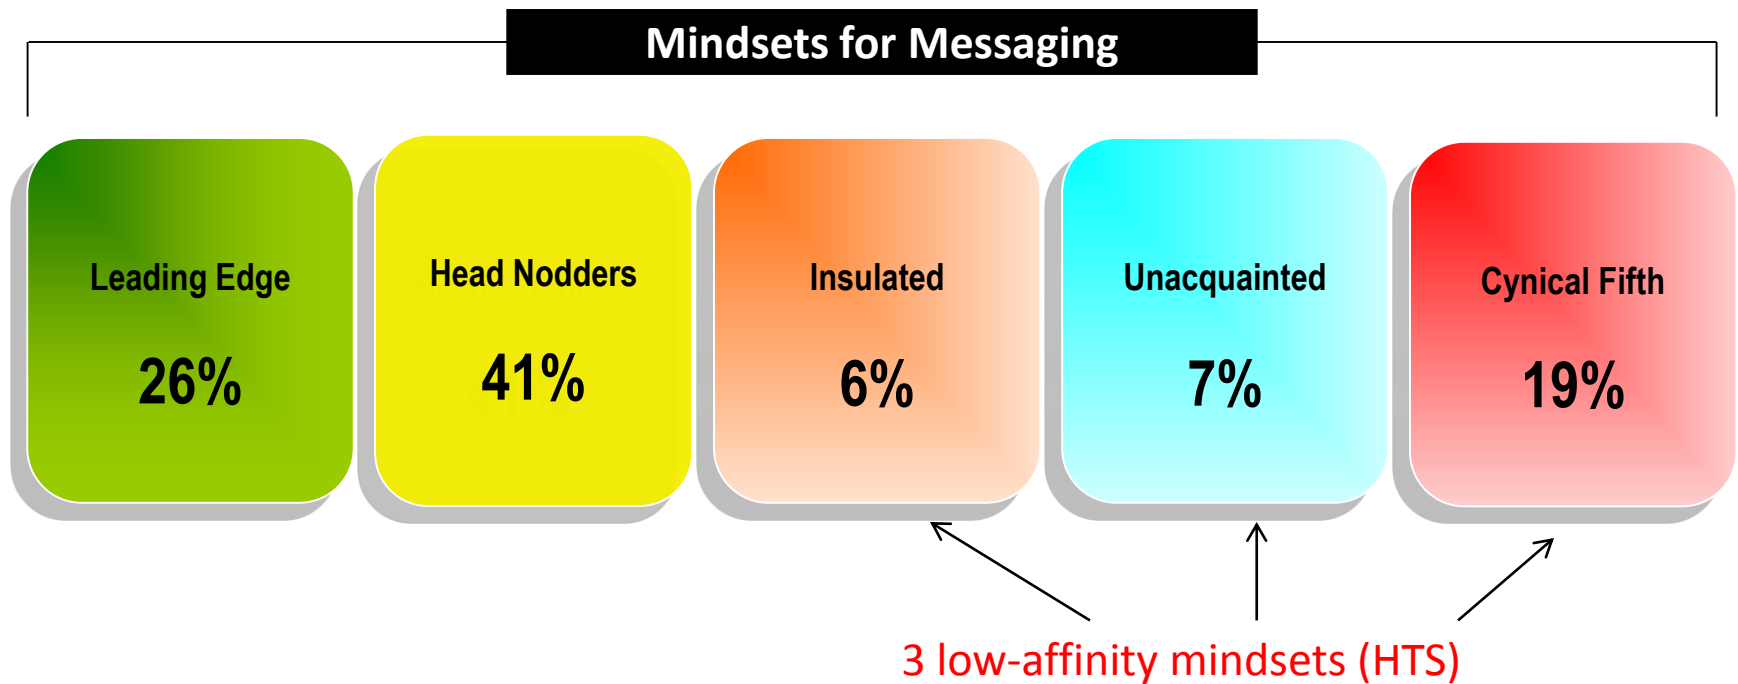 Mindsets for Messaging
Leading Edge
26%
Head Nodders
41%
Insulated
6%
Unacquainted
7%
Cynical Fifth
19%
3 low-affinity mindsets (HTS)